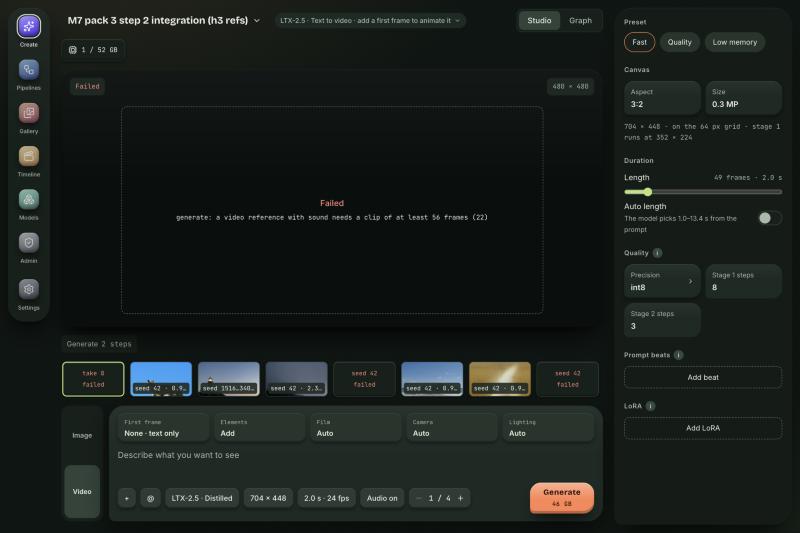 M7 pack 3 step 2 integration (h3 refs)
LTX-2.5 · Text to video · add a first frame to animate it
Studio
Graph
1 / 52 GB
Create
Pipelines
Gallery
Timeline
Models
Admin
Settings
Failed
480 × 480
Failed
generate: a video reference with sound needs a clip of at least 56 frames (22)
Generate 2 steps
take 8
failed
seed 42 · 0.9…
seed 1516…340…
seed 42 · 2.3…
seed 42
failed
seed 42 · 0.9…
seed 42 · 0.9…
seed 42
failed
Image
Video
First frame
None · text only
Elements
Add
Film
Auto
Camera
Auto
Lighting
Auto
Describe what you want to see
+
@
LTX-2.5 · Distilled
704 × 448
2.0 s · 24 fps
Audio on
− 1 / 4 +
Generate
46 GB
Preset
Fast
Quality
Low memory
Canvas
Aspect
3:2
Size
0.3 MP
704 × 448 · on the 64 px grid · stage 1
runs at 352 × 224
Duration
Length
49 frames · 2.0 s
Auto length
The model picks 1.0–13.4 s from the
prompt
Quality i
Precision
int8
Stage 1 steps
8
Stage 2 steps
3
Prompt beats i
Add beat
LoRA i
Add LoRA